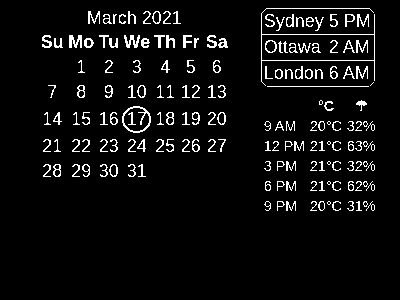 March 2021
Su Mo Tu We Th Fr Sa
1 2 3 4 5 6
7 8 9 10 11 12 13
14 15 16 17 18 19 20
21 22 23 24 25 26 27
28 29 30 31
Sydney 5 PM
Ottawa 2 AM
London 6 AM
°C ☂
9 AM 20°C 32%
12 PM 21°C 63%
3 PM 21°C 32%
6 PM 21°C 62%
9 PM 20°C 31%